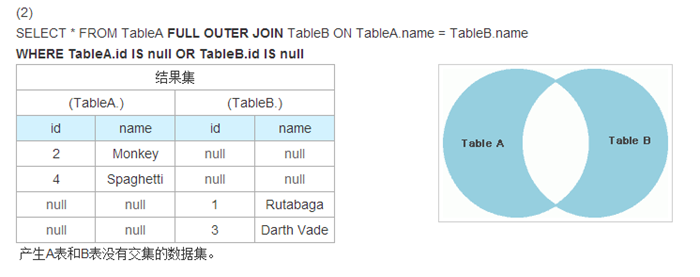 (2)
SELECT * FROM TableA FULL OUTER JOIN TableB ON TableA.name = TableB.name
WHERE TableA.id IS null OR TableB.id IS null
结果集
(TableA.) (TableB.)
id name id name
2 Monkey null null
4 Spaghetti null null
null null 1 Rutabaga
null null 3 Darth Vade
产生A表和B表没有交集的数据集。
Table A Table B